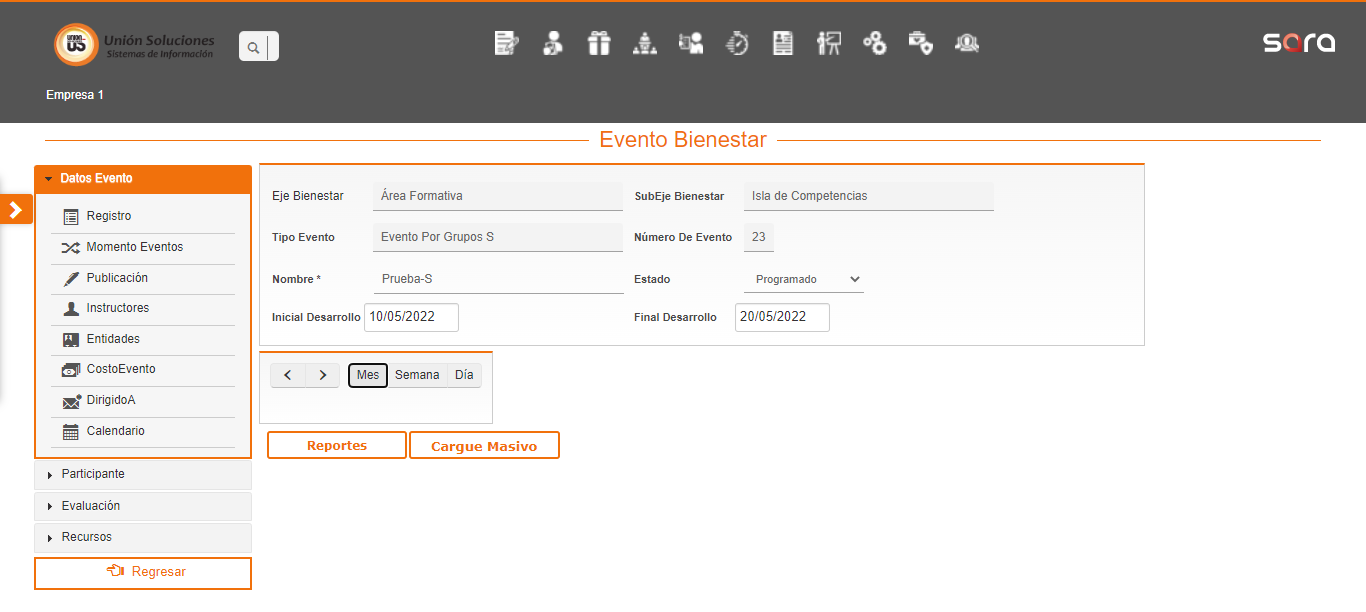 UNION
US
Unión Soluciones
Sistemas de Información
sara
Empresa 1
Evento Bienestar
Datos Evento
Registro
Momento Eventos
Publicación
Instructores
Entidades
CostoEvento
DirigidoA
Calendario
Participante
Evaluación
Recursos
Regresar
Eje Bienestar Área Formativa SubEje Bienestar Isla de Competencias
Tipo Evento Evento Por Grupos S Número De Evento 23
Nombre * Prueba-S Estado Programado
Inicial Desarrollo 10/05/2022 Final Desarrollo 20/05/2022
Mes Semana Día
Reportes Cargue Masivo